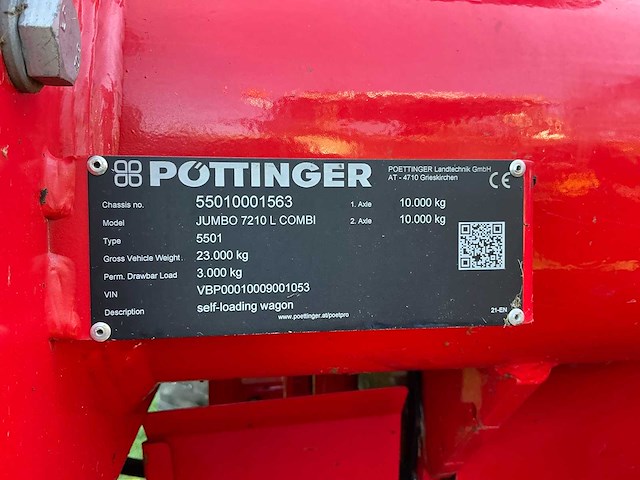 PÖTTINGER
POETTINGER Landtechnik GmbH
AT - 4710 Grieskirchen
CE
Chassis no. 55010001563 1. Axle 10.000 kg
Model JUMBO 7210 L COMBI 2. Axle 10.000 kg
Type 5501
Gross Vehicle Weight 23.000 kg
Perm. Drawbar Load 3.000 kg
VIN VBP00010009001053
Description self-loading wagon
www.poettinger.at/poetpro
21-EN